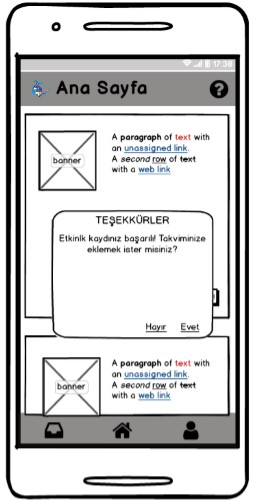 17:38
Ana Sayfa
?
banner
A paragraph of text with
an unassigned link.
A second row of text
with a web link
TEŞEKKÜRLER
Etkinlk kaydınız başarılı! Takviminize
eklemek ister misiniz?
Hayır Evet
banner
A paragraph of text with
an unassigned link.
A second row of text
with a web link